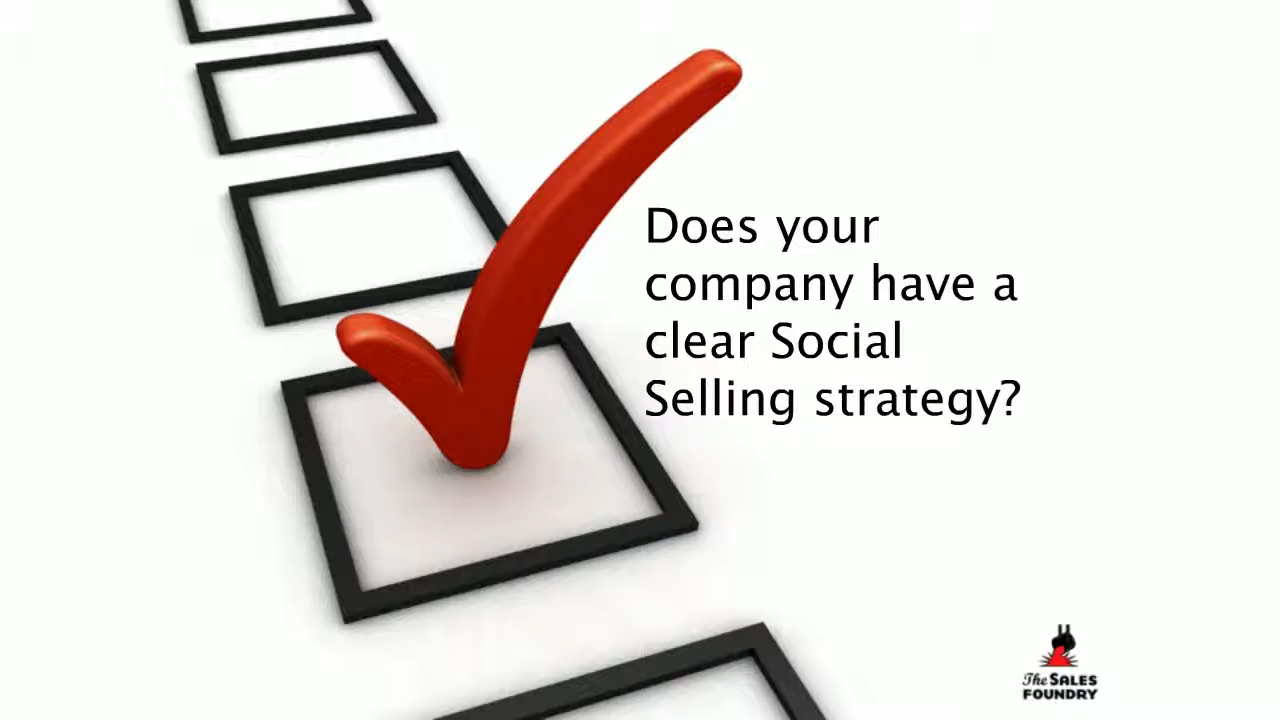 Does your
company have a
clear Social
Selling strategy?
The SALES
FOUNDRY